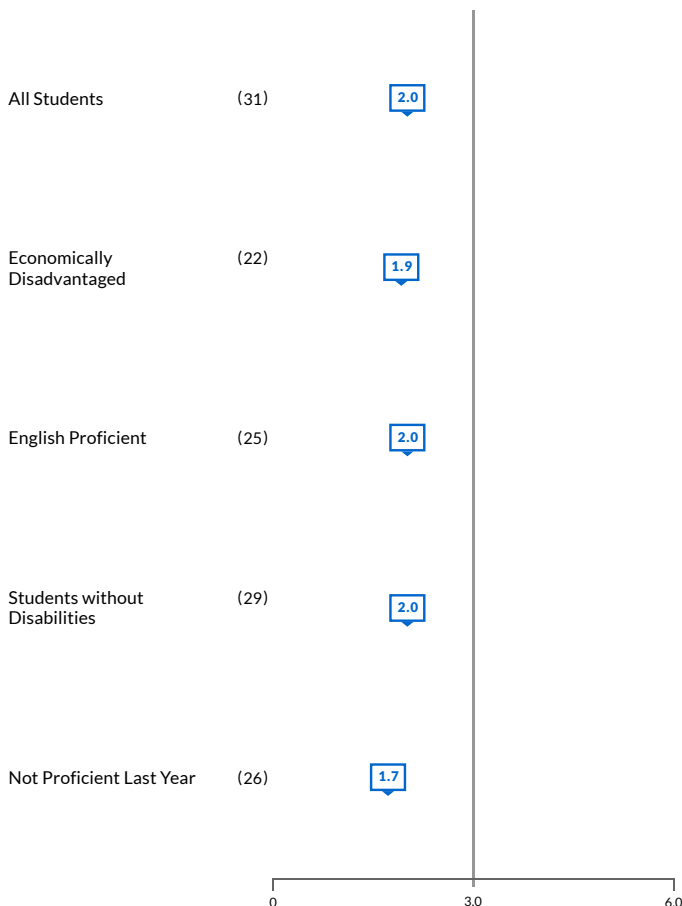 All Students (31) 2.0
Economically (22) 1.9
Disadvantaged
English Proficient (25) 2.0
Students without (29) 2.0
Disabilities
Not Proficient Last Year (26) 1.7
0 3.0 6.0